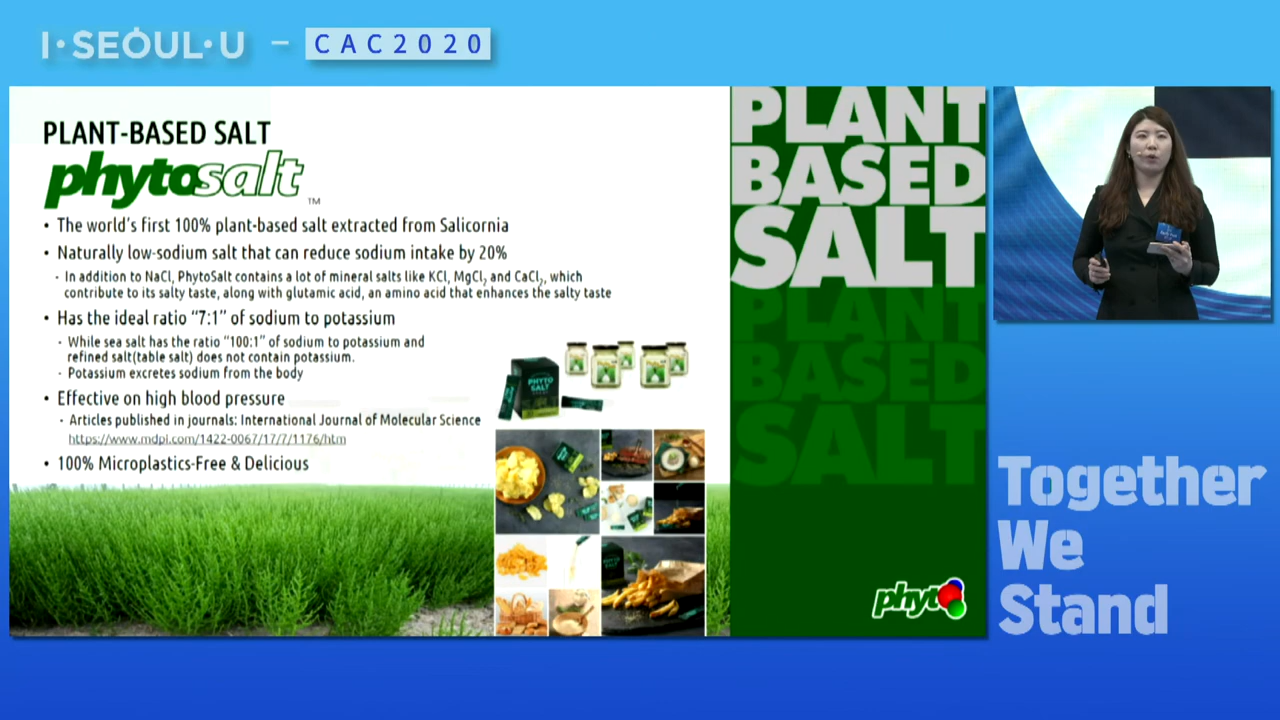 I·SEOUL·U – CAC2020
PLANT-BASED SALT
phytosalt™
• The world's first 100% plant-based salt extracted from Salicornia
• Naturally low-sodium salt that can reduce sodium intake by 20%
- In addition to NaCl, PhytoSalt contains a lot of mineral salts like KCl, MgCl₂ and CaCl₂, which
contribute to its salty taste, along with glutamic acid, an amino acid that enhances the salty taste
• Has the ideal ratio “7:1” of sodium to potassium
- While sea salt has the ratio “100:1” of sodium to potassium and
refined salt(table salt) does not contain potassium.
- Potassium excretes sodium from the body
• Effective on high blood pressure
- Articles published in journals: International Journal of Molecular Science
https://www.mdpi.com/1422-0067/17/7/1176/htm
• 100% Microplastics-Free & Delicious
PHYTO
SALT
PLANT
BASED
SALT
PLANT
BASED
SALT
phyto
Together
We
Stand